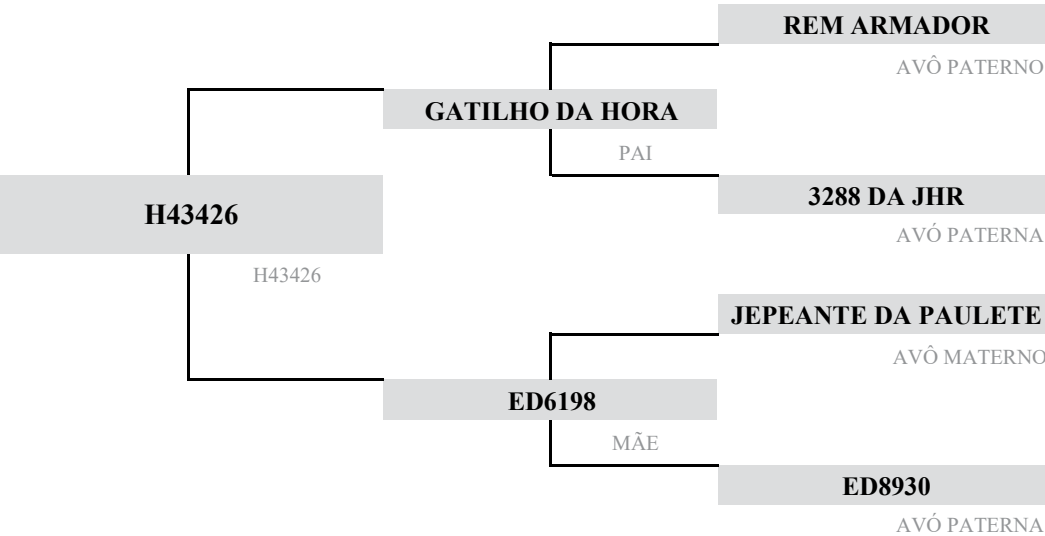 REM ARMADOR
AVÔ PATERNO
GATILHO DA HORA
PAI
3288 DA JHR
AVÓ PATERNA
H43426
H43426
JEPEANTE DA PAULETE
AVÔ MATERNO
ED6198
MÃE
ED8930
AVÓ PATERNA